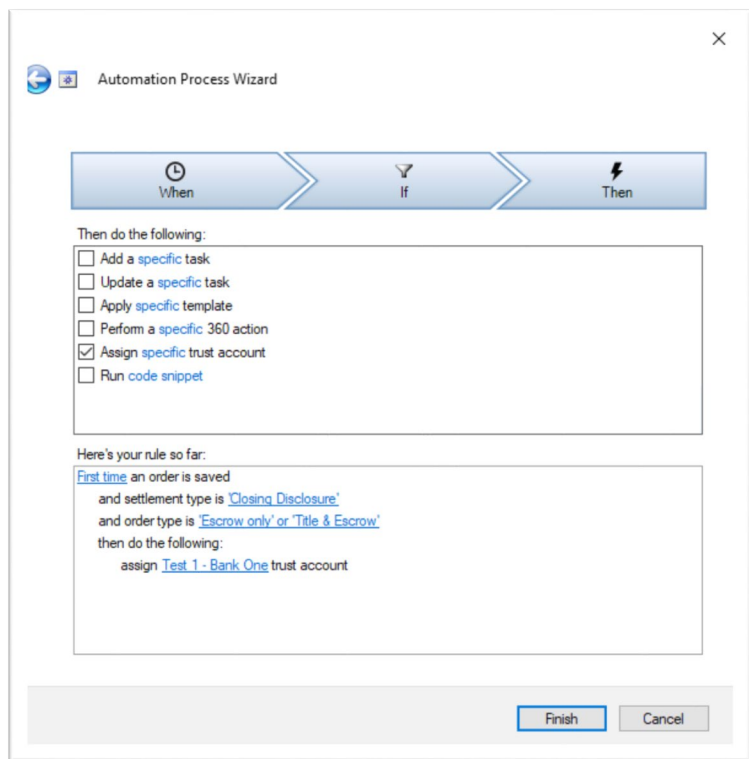 Automation Process Wizard
When
If
Then
Then do the following:
Add a specific task
Update a specific task
Apply specific template
Perform a specific 360 action
Assign specific trust account
Run code snippet
Here's your rule so far:
First time an order is saved
and settlement type is 'Closing Disclosure'
and order type is 'Escrow only' or 'Title & Escrow'
then do the following:
assign Test 1 - Bank One trust account
Finish
Cancel